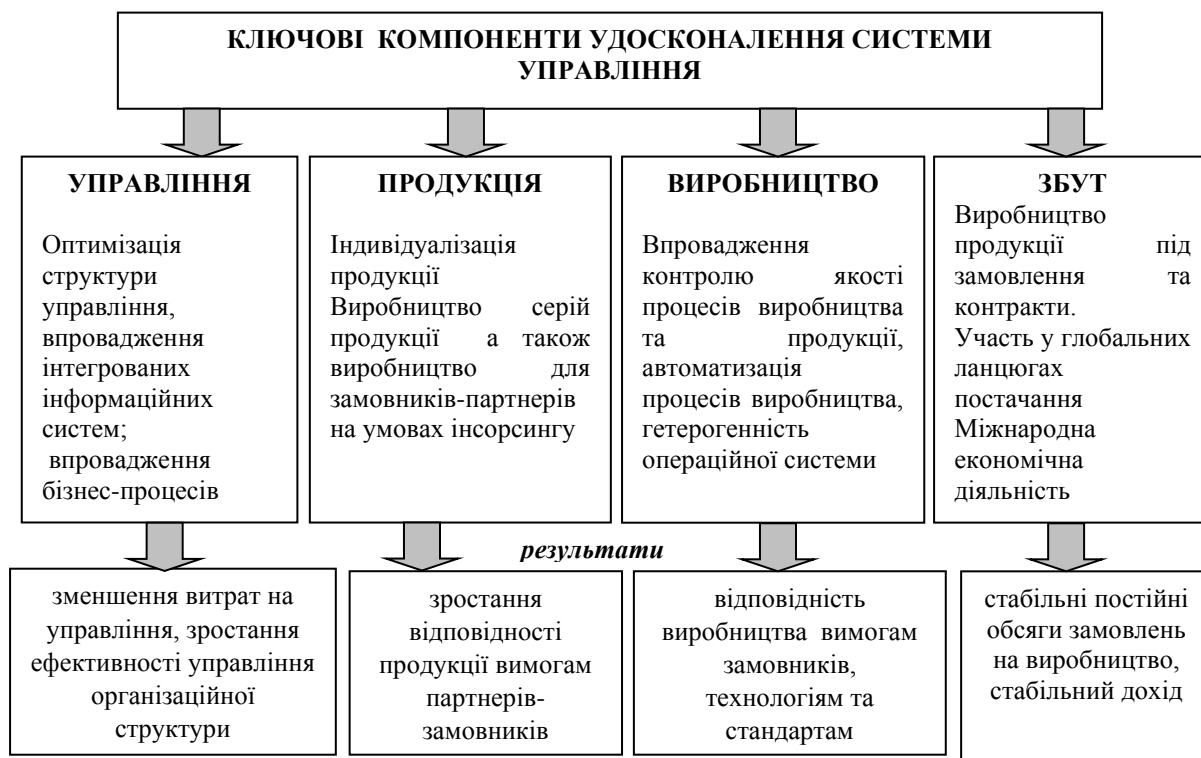 КЛЮЧОВІ КОМПОНЕНТИ УДОСКОНАЛЕННЯ СИСТЕМИ
УПРАВЛІННЯ
УПРАВЛІННЯ
Оптимізація
структури
управління,
впровадження
інтегрованих
інформаційних
систем;
впровадження
бізнес-процесів
ПРОДУКЦІЯ
Індивідуалізація
продукції
Виробництво серій
продукції а також
виробництво для
замовників-партнерів
на умовах інсорсингу
ВИРОБНИЦТВО
Впровадження
контролю якості
процесів виробництва
та продукції,
автоматизація
процесів виробництва,
гетерогенність
операційної системи
ЗБУТ
Виробництво
продукції під
замовлення та
контракти.
Участь у глобальних
ланцюгах
постачання
Міжнародна
економічна
діяльність
результати
зменшення витрат на
управління, зростання
ефективності управління
організаційної
структури
зростання
відповідності
продукції вимогам
партнерів-
замовників
відповідність
виробництва вимогам
замовників,
технологіям та
стандартам
стабільні постійні
обсяги замовлень
на виробництво,
стабільний дохід